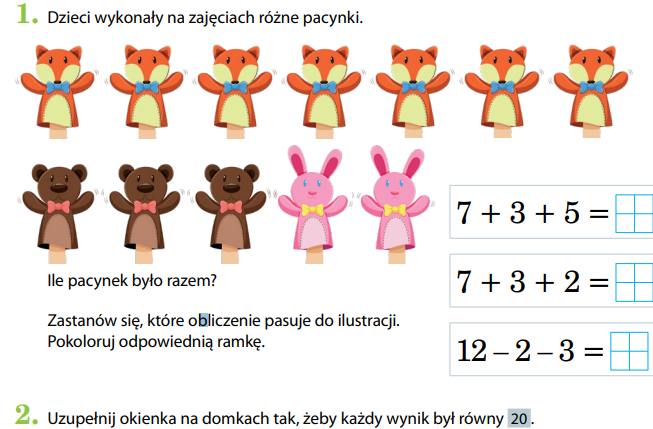 1. Dzieci wykonały na zajęciach różne pacynki.
7 + 3 + 5 =
7 + 3 + 2 =
12 – 2 – 3 =
Ile pacynek było razem?
Zastanów się, które obliczenie pasuje do ilustracji.
Pokoloruj odpowiednią ramkę.
2. Uzupełnij okienka na domkach tak, żeby każdy wynik był równy 20.